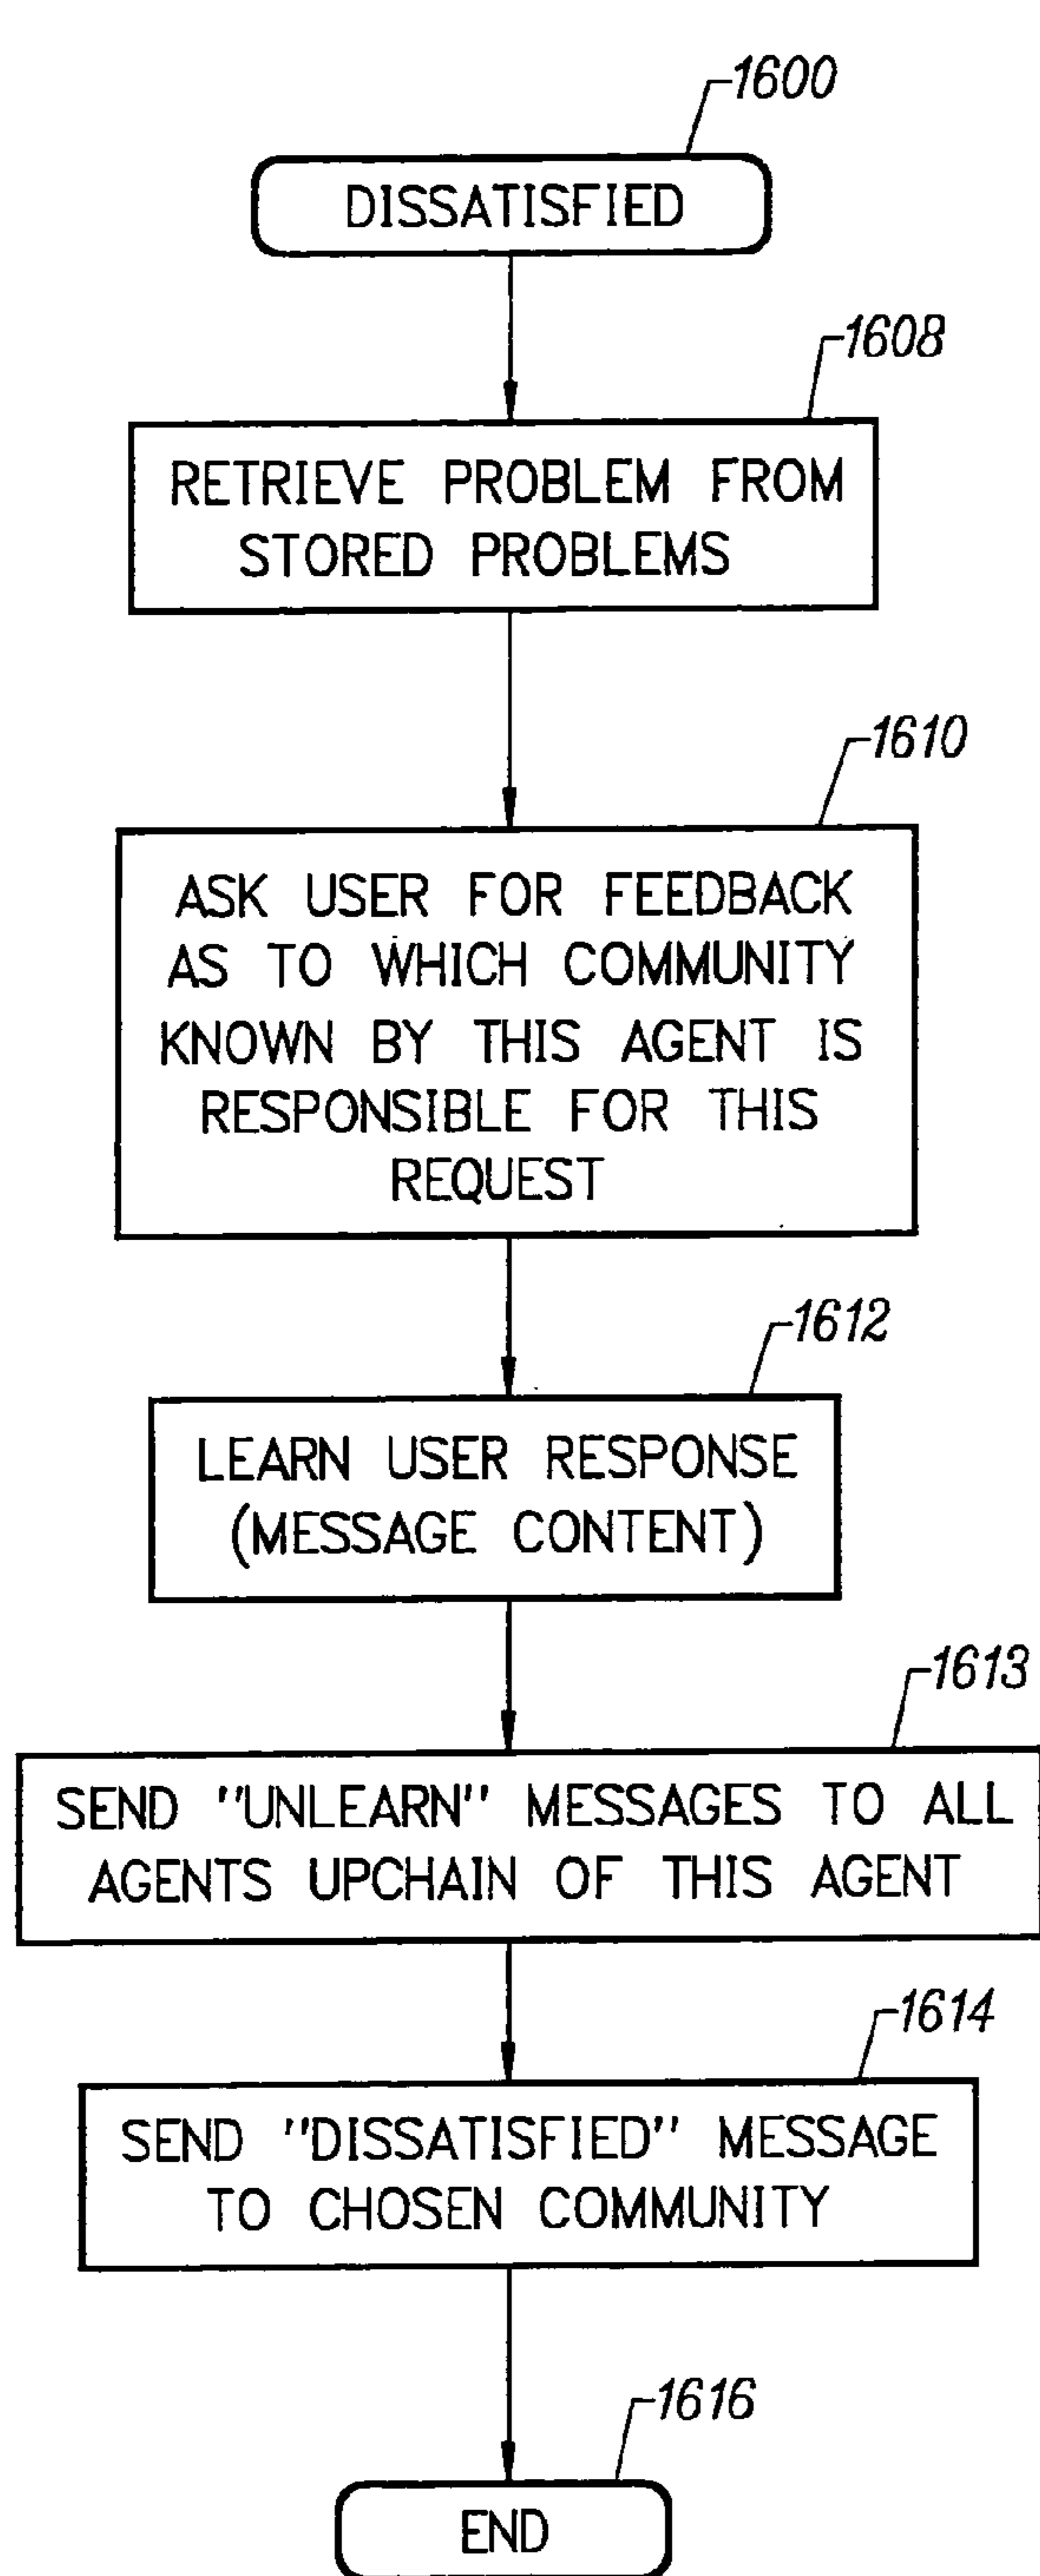 1600
DISSATISFIED
1608
RETRIEVE PROBLEM FROM
STORED PROBLEMS
1610
ASK USER FOR FEEDBACK
AS TO WHICH COMMUNITY
KNOWN BY THIS AGENT IS
RESPONSIBLE FOR THIS
REQUEST
1612
LEARN USER RESPONSE
(MESSAGE CONTENT)
1613
SEND "UNLEARN" MESSAGES TO ALL
AGENTS UPCHAIN OF THIS AGENT
1614
SEND "DISSATISFIED" MESSAGE
TO CHOSEN COMMUNITY
1616
END